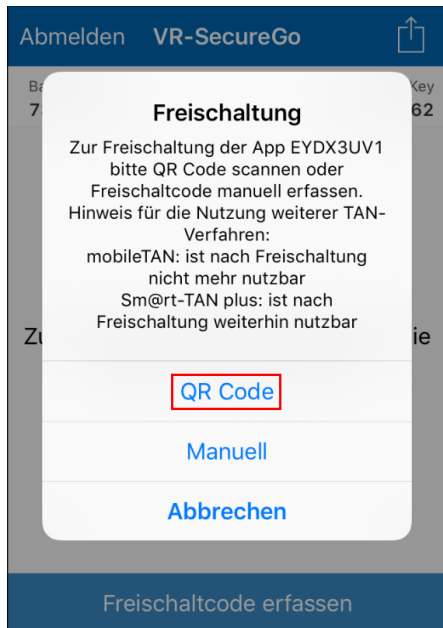 Abmelden VR-SecureGo
Key
62
Freischaltung
Zur Freischaltung der App EYDX3UV1
bitte QR Code scannen oder
Freischaltcode manuell erfassen.
Hinweis für die Nutzung weiterer TAN-
Verfahren:
mobileTAN: ist nach Freischaltung
nicht mehr nutzbar
Sm@rt-TAN plus: ist nach
Freischaltung weiterhin nutzbar
QR Code
Manuell
Abbrechen
Freischaltcode erfassen